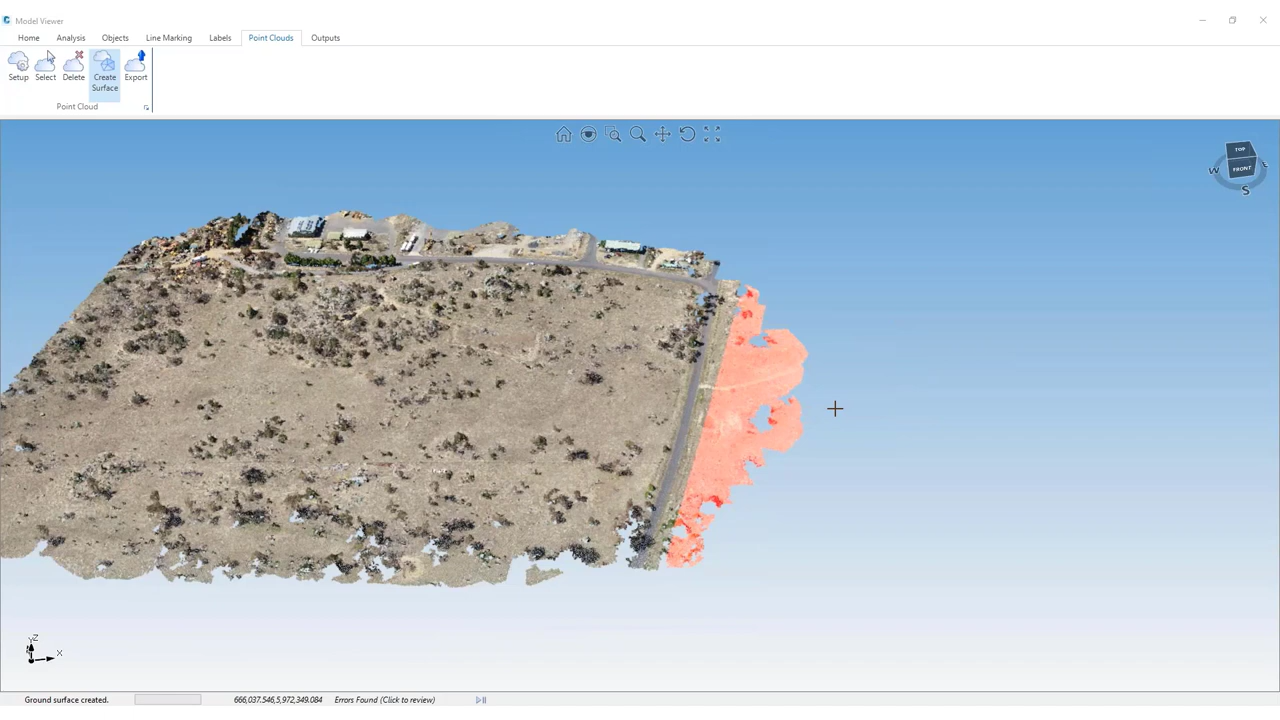 Model Viewer
Home Analysis Objects Line Marking Labels Point Clouds Outputs
Setup Select Delete Create Surface Export
Point Cloud
TOP
FRONT
W
S
Z
X
Ground surface created. 666,037.546,5,972,349.084 Errors Found (Click to review)